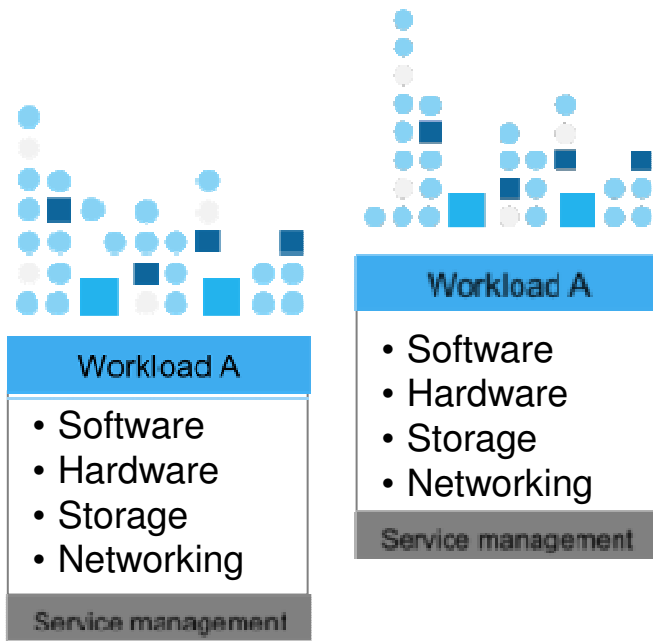 Workload A
• Software
• Hardware
• Storage
• Networking
Service management
Workload A
• Software
• Hardware
• Storage
• Networking
Service management